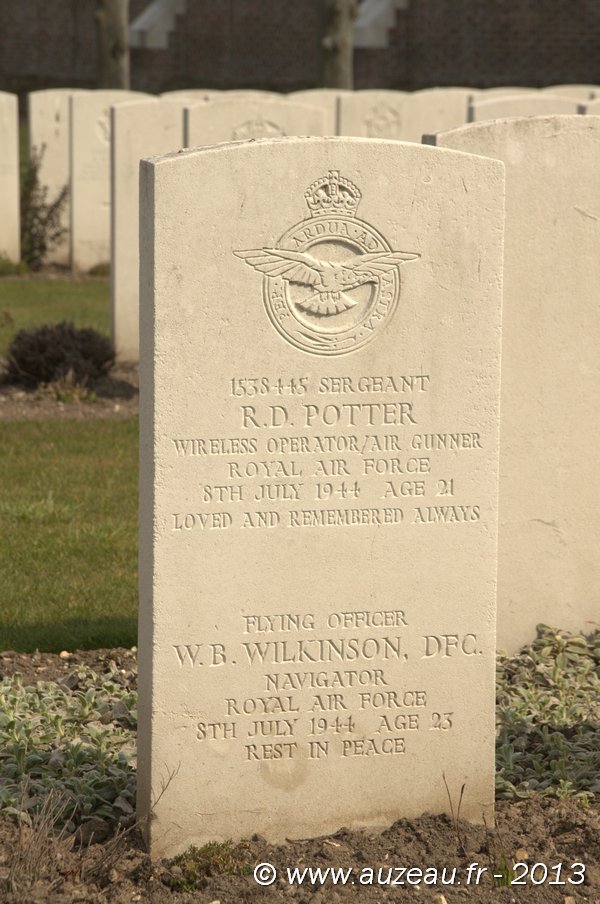 PER ARDUA AD ASTRA
1538445 SERGEANT
R.D. POTTER
WIRELESS OPERATOR/AIR GUNNER
ROYAL AIR FORCE
8TH JULY 1944 AGE 21
LOVED AND REMEMBERED ALWAYS
FLYING OFFICER
W.B. WILKINSON, DFC.
NAVIGATOR
ROYAL AIR FORCE
8TH JULY 1944 AGE 23
REST IN PEACE
©www.auzeau.fr - 2013